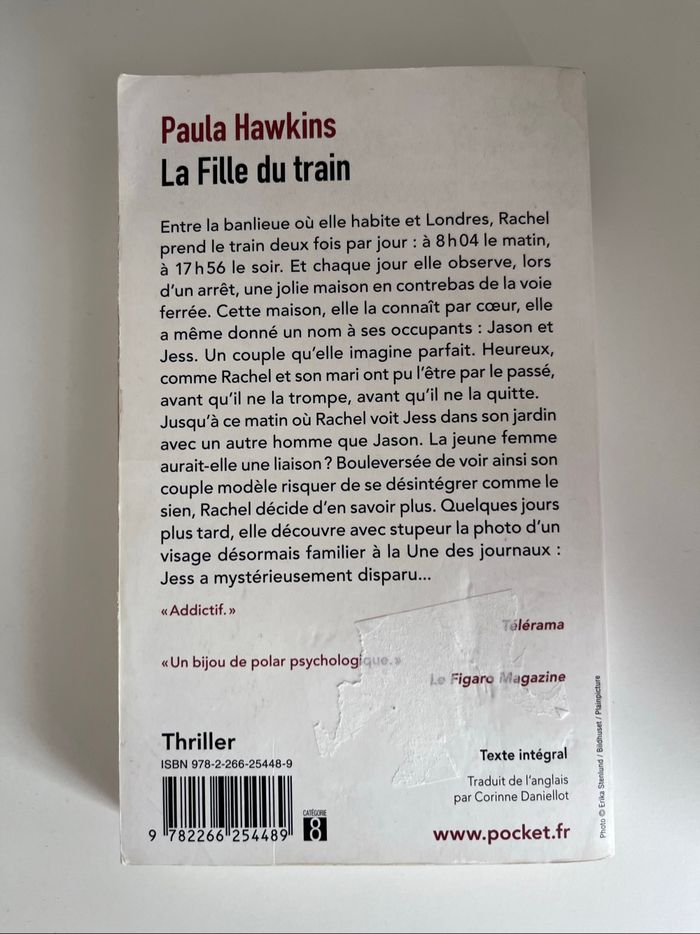 Paula Hawkins
La Fille du train
Entre la banlieue où elle habite et Londres, Rachel
prend le train deux fois par jour : à 8 h 04 le matin,
à 17 h 56 le soir. Et chaque jour elle observe, lors
d'un arrêt, une jolie maison en contrebas de la voie
ferrée. Cette maison, elle la connaît par cœur, elle
a même donné un nom à ses occupants : Jason et
Jess. Un couple qu'elle imagine parfait. Heureux,
comme Rachel et son mari ont pu l'être par le passé,
avant qu'il ne la trompe, avant qu'il ne la quitte.
Jusqu'à ce matin où Rachel voit Jess dans son jardin
avec un autre homme que Jason. La jeune femme
aurait-elle une liaison ? Bouleversée de voir ainsi son
couple modèle risquer de se désintégrer comme le
sien, Rachel décide d'en savoir plus. Quelques jours
plus tard, elle découvre avec stupeur la photo d'un
visage désormais familier à la Une des journaux :
Jess a mystérieusement disparu...
« Addictif. »
Télérama
« Un bijou de polar psychologique. »
Le Figaro Magazine
Thriller
ISBN 978-2-266-25448-9
9 782266 254489
CATÉGORIE
8
Texte intégral
Traduit de l'anglais
par Corinne Daniellot
www.pocket.fr
Photo © Erika Stenlund / Bildhuset / Plainpicture